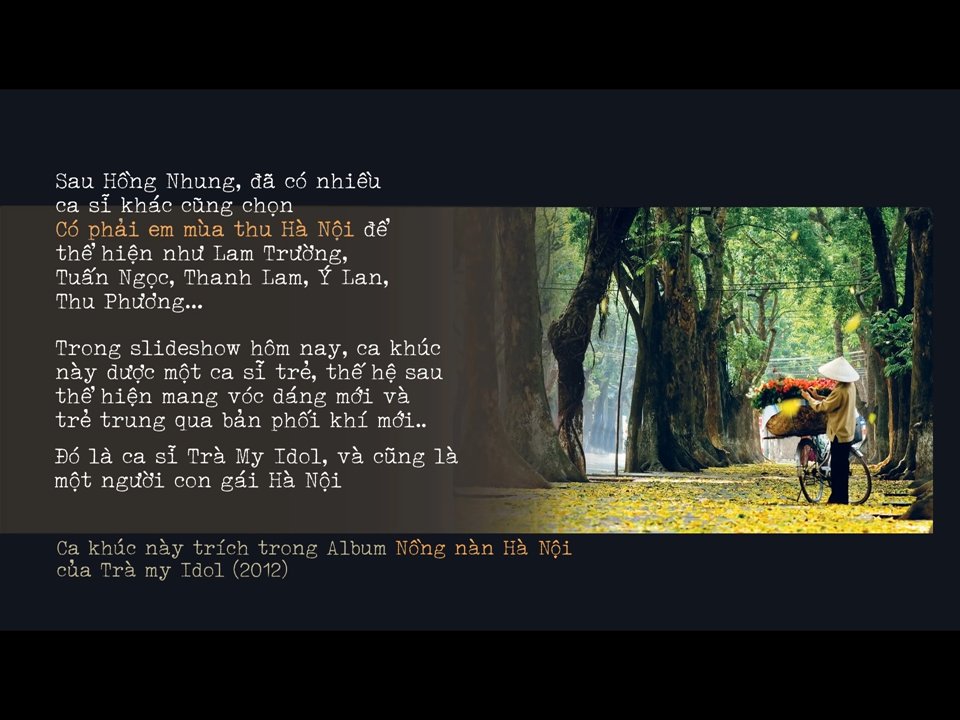 Sau Hồng Nhung, đã có nhiều
ca sĩ khác cũng chọn
Có phải em mùa thu Hà Nội để
thể hiện như Lam Trường,
Tuấn Ngọc, Thanh Lam, Ý Lan,
Thu Phương...
Trong slideshow hôm nay, ca khúc
này dược một ca sĩ trẻ, thế hệ sau
thể hiện mang vóc dáng mới và
trẻ trung qua bản phối khí mới..
Đó là ca sĩ Trà My Idol, và cũng là
một người con gái Hà Nội
Ca khúc này trích trong Album Nồng nàn Hà Nội
của Trà my Idol (2012)